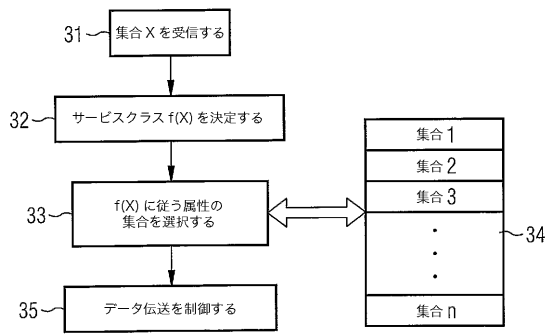 31
集合 X を受信する
32
サービスクラス f(X) を決定する
33
f(X) に従う属性の
集合を選択する
35
データ伝送を制御する
集合 1
集合 2
集合 3
集合 n
34